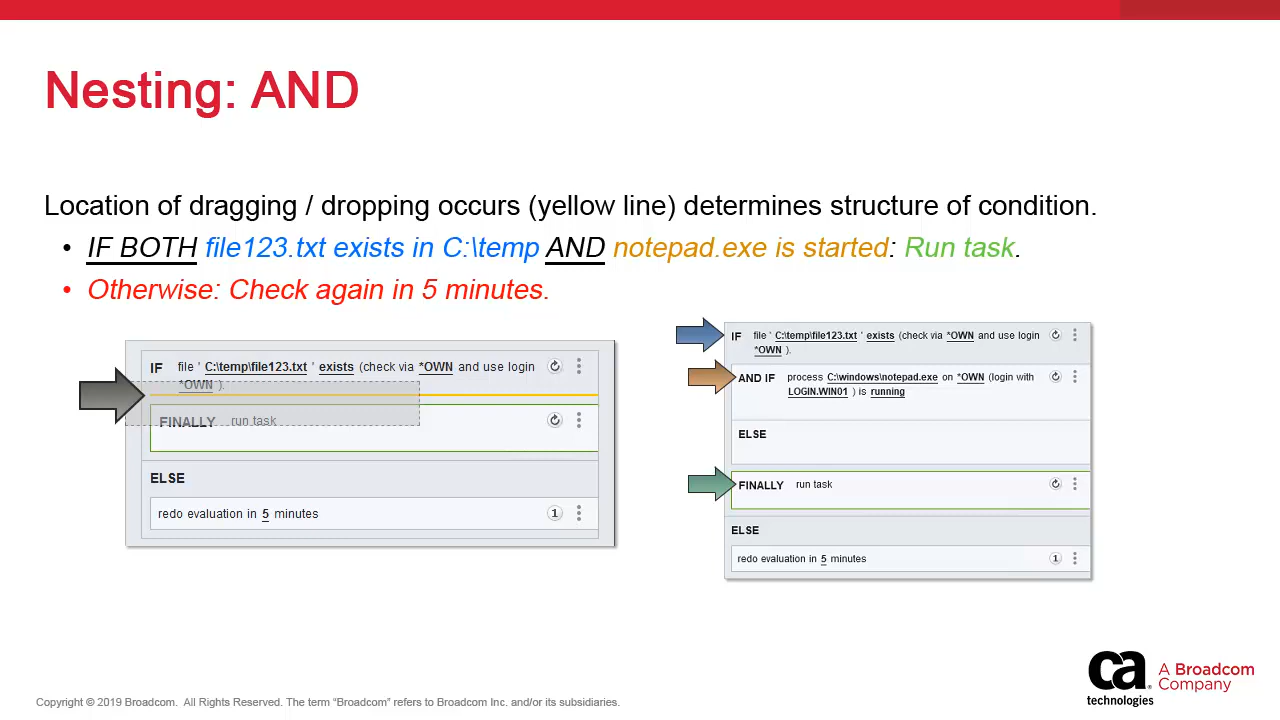 Nesting: AND
Location of dragging / dropping occurs (yellow line) determines structure of condition.
• IF BOTH file123.txt exists in C:\temp AND notepad.exe is started: Run task.
• Otherwise: Check again in 5 minutes.
IF file ' C:\temp\file123.txt ' exists (check via *OWN and use login
*OWN ).
FINALLY run task
ELSE
redo evaluation in 5 minutes 1
IF file ' C:\temp\file123.txt ' exists (check via *OWN and use login
*OWN ).
AND IF process C:\windows\notepad.exe on *OWN (login with
LOGIN.WIN01 ) is running
ELSE
FINALLY run task
ELSE
redo evaluation in 5 minutes 1
Copyright © 2019 Broadcom. All Rights Reserved. The term “Broadcom” refers to Broadcom Inc. and/or its subsidiaries.
ca
technologies
A Broadcom
Company